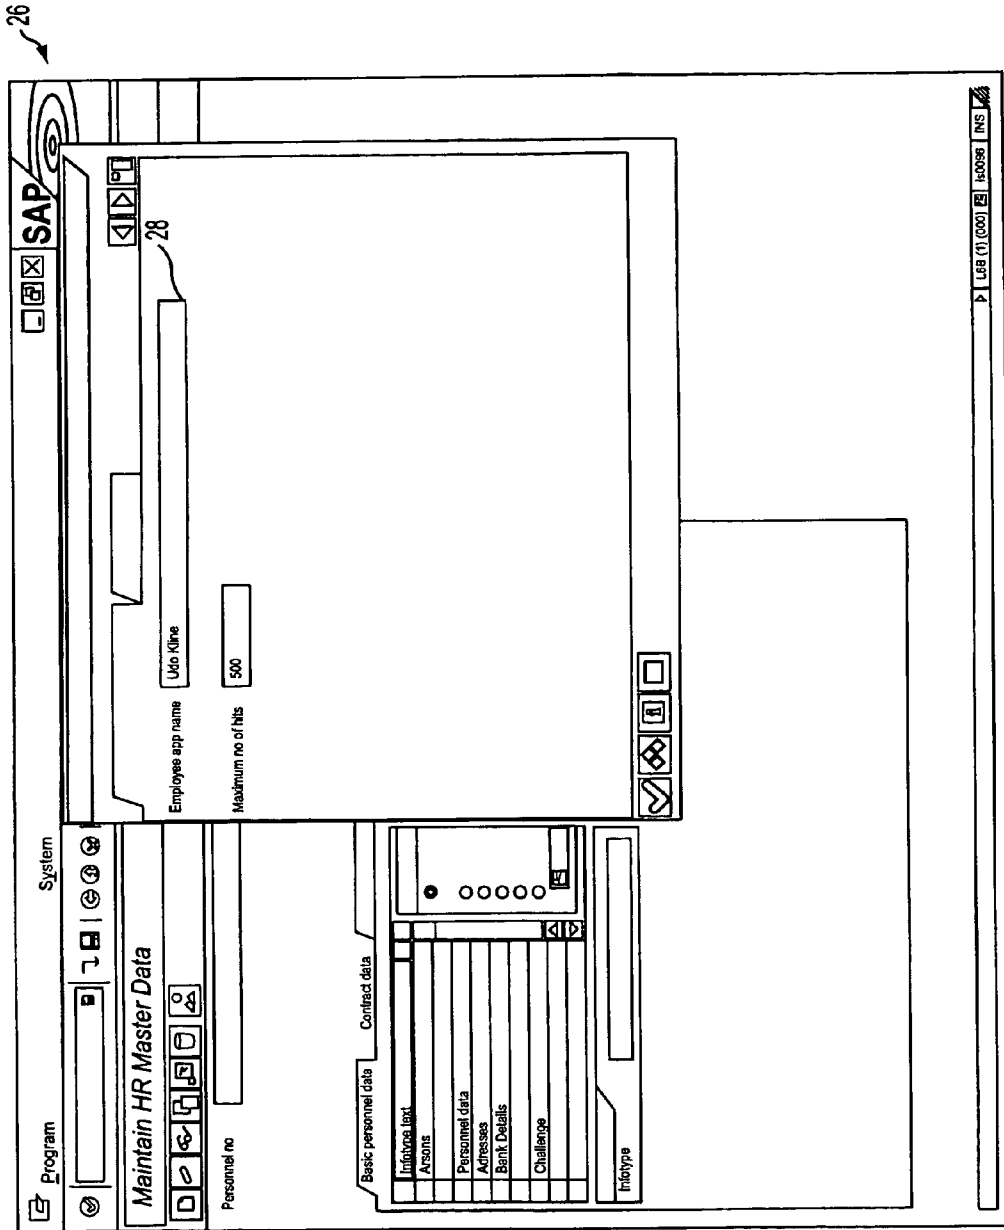 26
Program System
SAP
Maintain HR Master Data
28
Employee app name Udo Kline
Maximum no of hits 500
Personnel no
Basic personnel data Contract data
Infotype text
Arsons
Personnel data
Adresses
Bank Details
Challenge
Infotype
L6B (1) (000) ls0096 INS